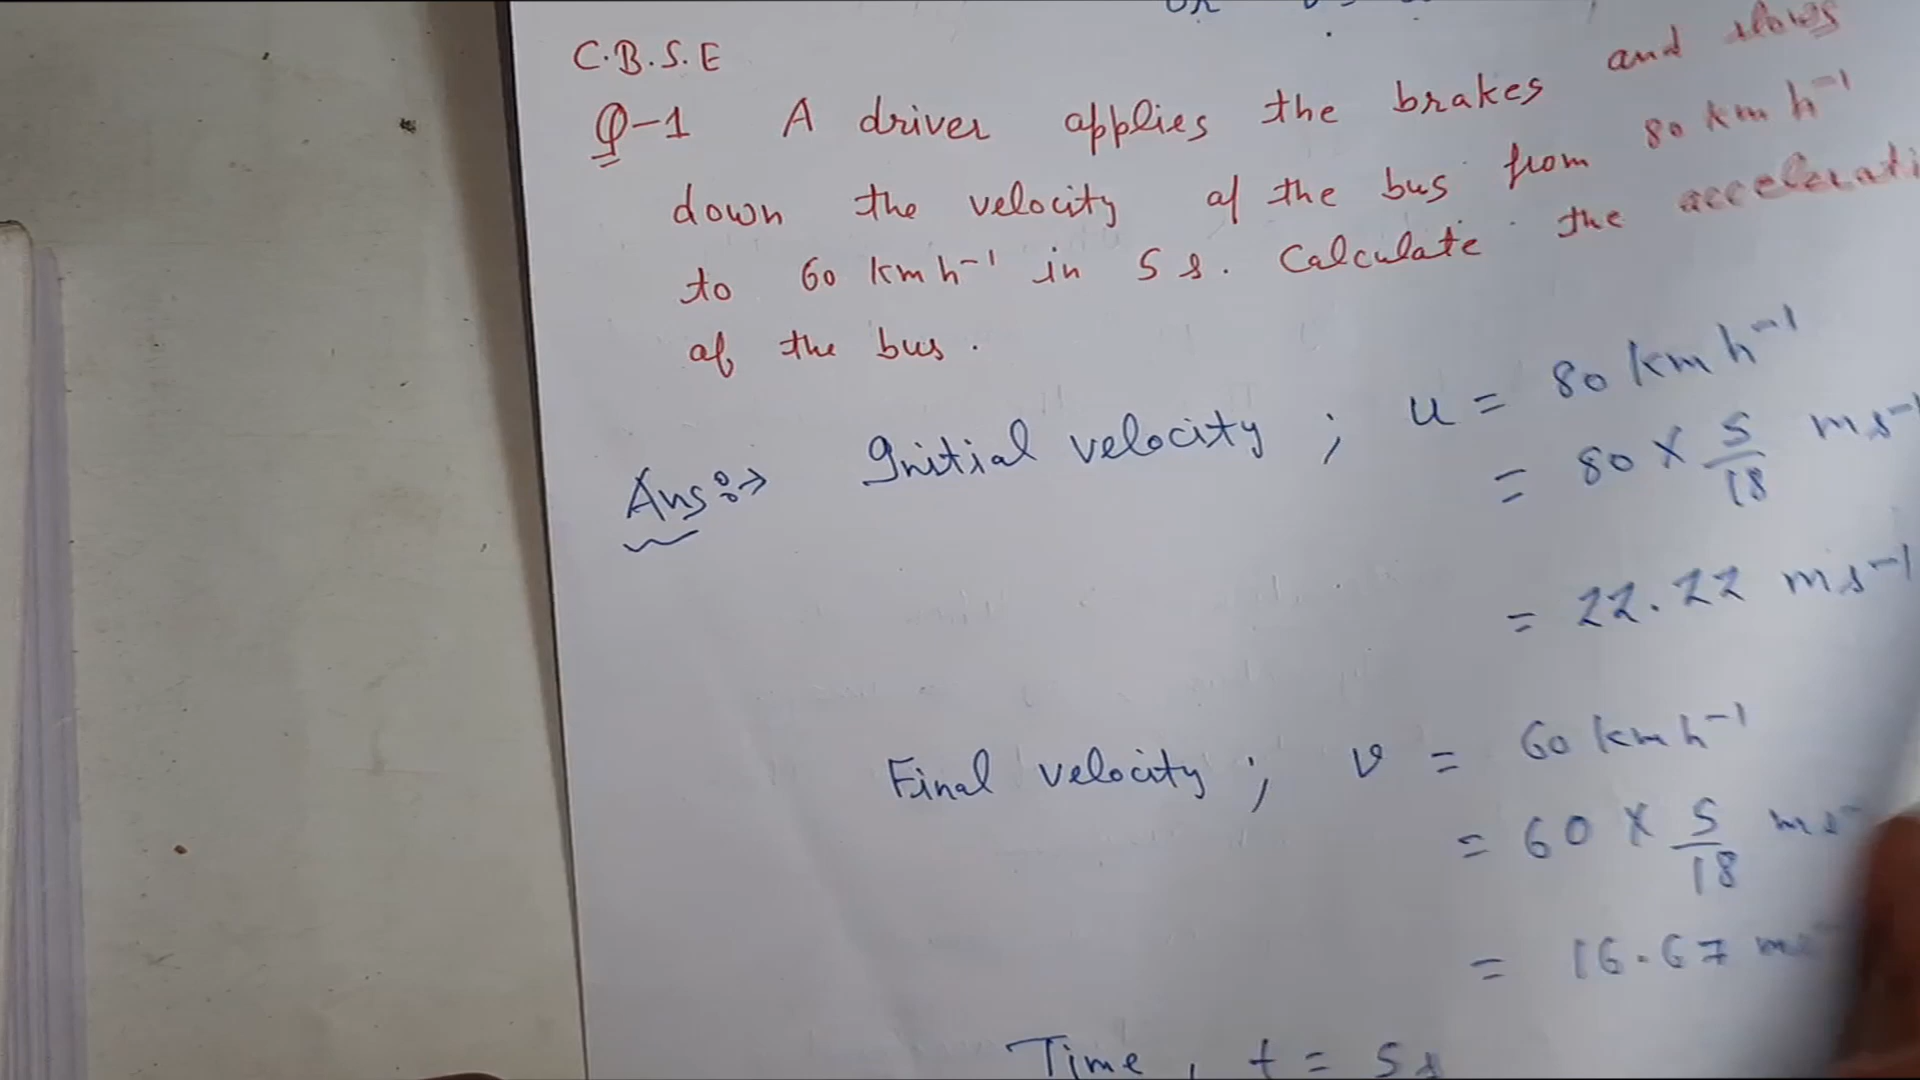 C.B.S.E
Q-1 A driver applies the brakes and slows
down the velocity of the bus from 80 km h⁻¹
to 60 km h⁻¹ in 5 s. Calculate the
of the bus.
Ans:→ Initial velocity ; u = 80 km h⁻¹
= 80 × 5/18 ms⁻¹
= 22.22 ms⁻¹
Final velocity ; v = 60 km h⁻¹
= 60 × 5/18
= 16.67
Time , t = 5s